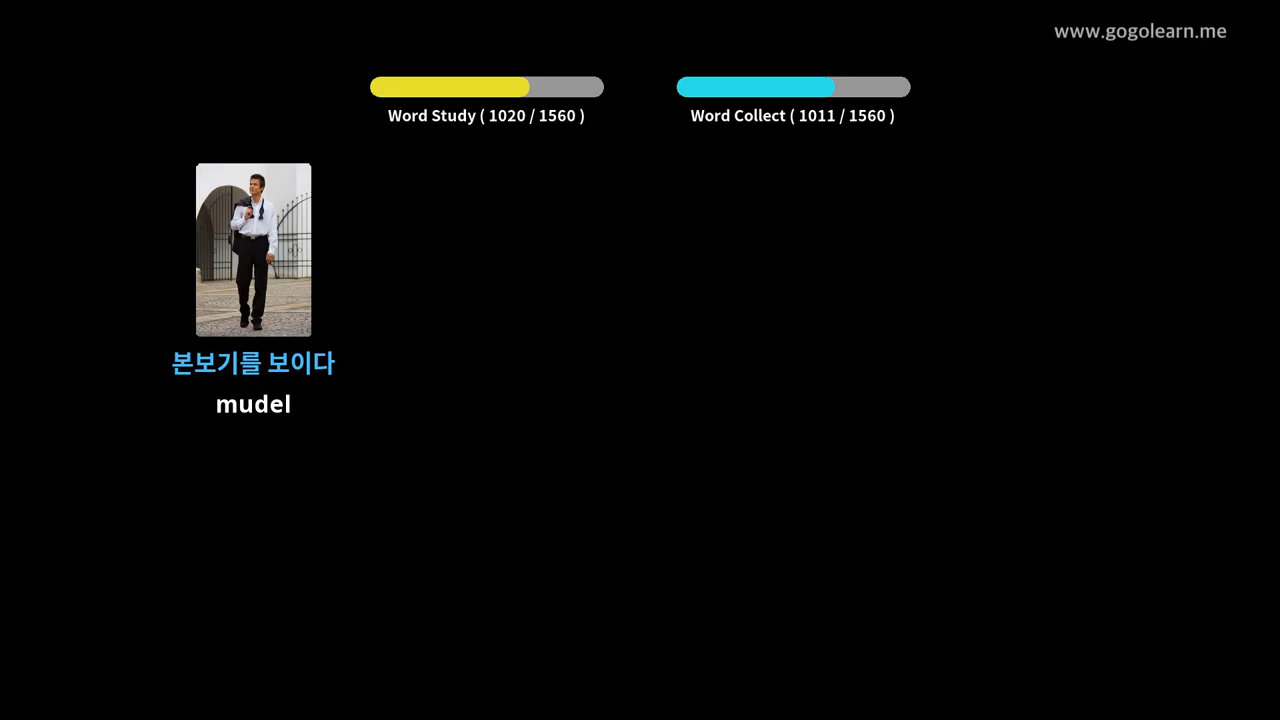 www.gogolearn.me
Word Study ( 1020 / 1560 )
Word Collect ( 1011 / 1560 )
본보기를 보이다
mudel